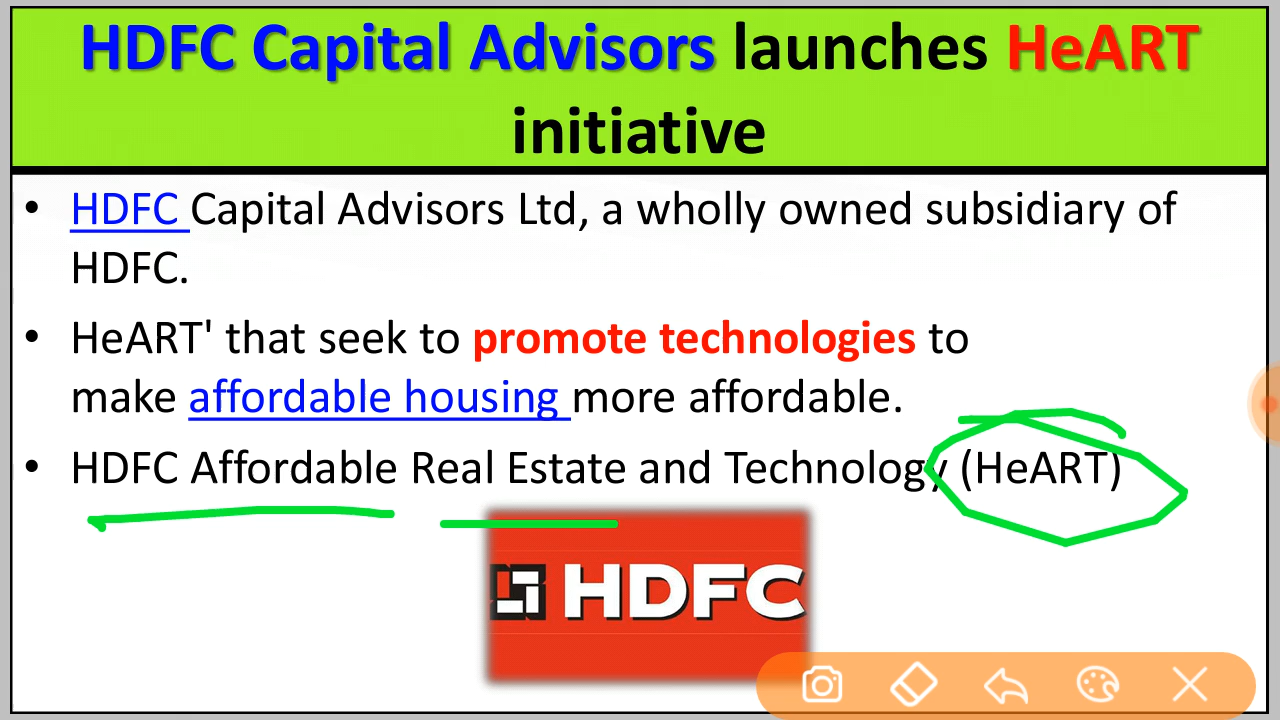 HDFC Capital Advisors launches HeART
initiative
• HDFC Capital Advisors Ltd, a wholly owned subsidiary of
HDFC.
• HeART' that seek to promote technologies to
make affordable housing more affordable.
• HDFC Affordable Real Estate and Technology (HeART)
HDFC